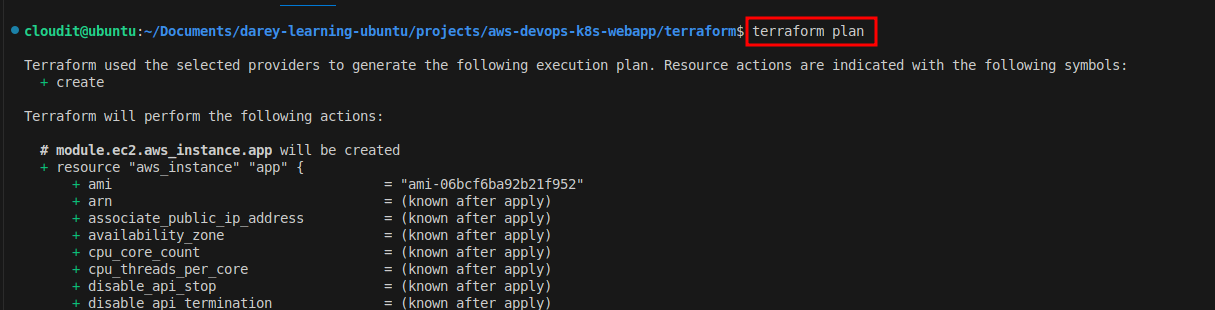 cloudit@ubuntu:~/Documents/darey-learning-ubuntu/projects/aws-devops-k8s-webapp/terraform$ terraform plan
Terraform used the selected providers to generate the following execution plan. Resource actions are indicated with the following symbols:
+ create
Terraform will perform the following actions:
# module.ec2.aws_instance.app will be created
+ resource "aws_instance" "app" {
+ ami = "ami-06bcf6ba92b21f952"
+ arn = (known after apply)
+ associate_public_ip_address = (known after apply)
+ availability_zone = (known after apply)
+ cpu_core_count = (known after apply)
+ cpu_threads_per_core = (known after apply)
+ disable_api_stop = (known after apply)
+ disable_api_termination = (known after apply)